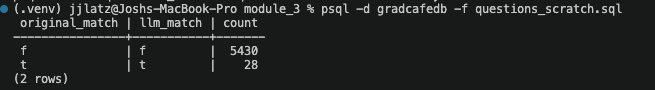 (.venv) jjlatz@Joshs-MacBook-Pro module_3 % psql -d gradcafedb -f questions_scratch.sql
 original_match | llm_match | count
----------------+-----------+-------
 f              | f         |  5430
 t              | t         |    28
(2 rows)